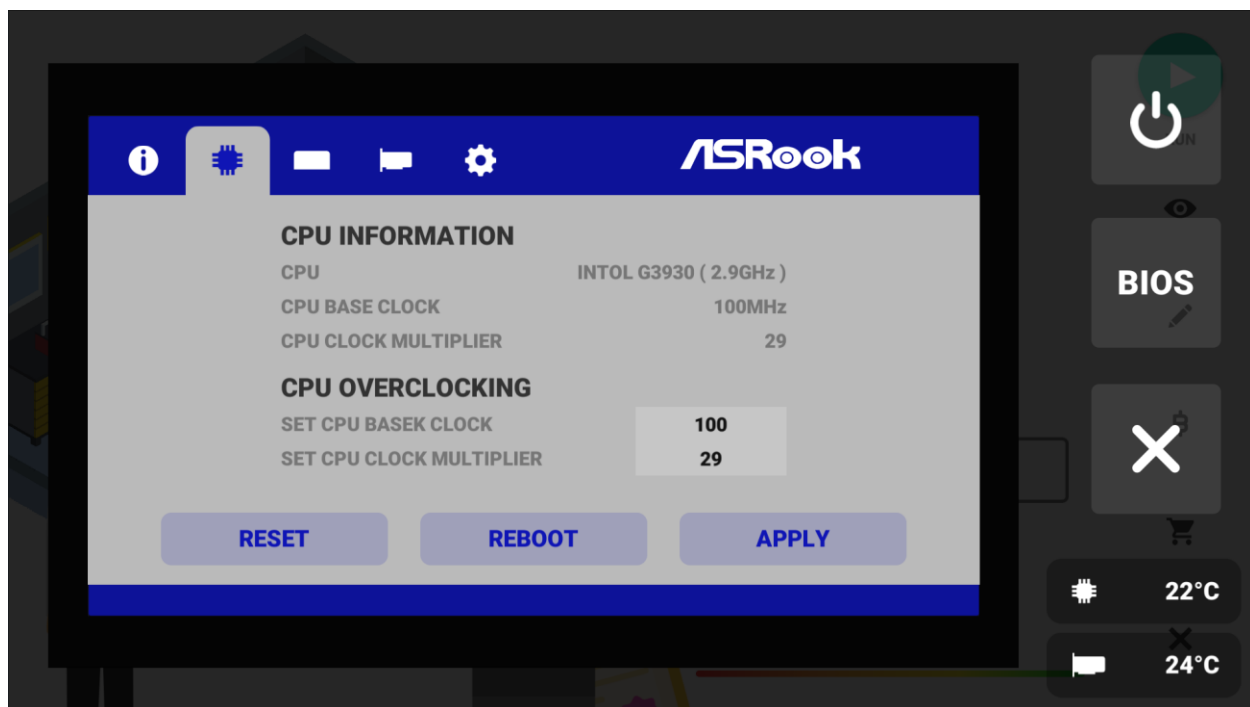 ASRook
CPU INFORMATION
CPU INTOL G3930 ( 2.9GHz )
CPU BASE CLOCK 100MHz
CPU CLOCK MULTIPLIER 29
CPU OVERCLOCKING
SET CPU BASEK CLOCK 100
SET CPU CLOCK MULTIPLIER 29
RESET REBOOT APPLY
BIOS
22°C
24°C